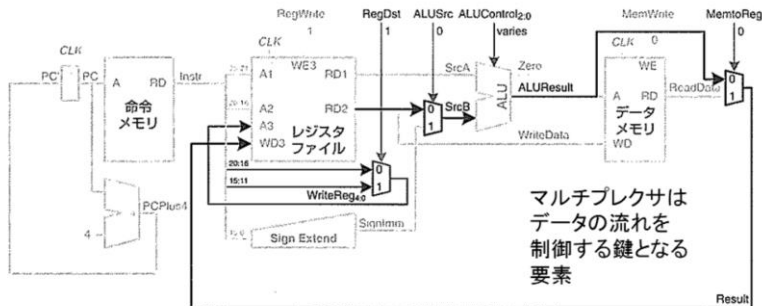 RegWrite
1
RegDst
1
ALUSrc
0
ALUControl2:0
varies
MemWrite
0
MemtoReg
0
CLK
PC'
PC
A
RD
命令
メモリ
Instr
CLK
25:21
A1
WE3
RD1
20:16
A2
RD2
A3
WD3
レジスタ
ファイル
20:16
15:11
0
1
WriteReg4:0
0
1
SrcA
SrcB
ALU
Zero
ALUResult
WriteData
CLK
WE
A
RD
データ
メモリ
WD
ReadData
0
1
4
PCPlus4
15:0
Sign Extend
SignImm
マルチプレクサは
データの流れを
制御する鍵となる
要素
Result